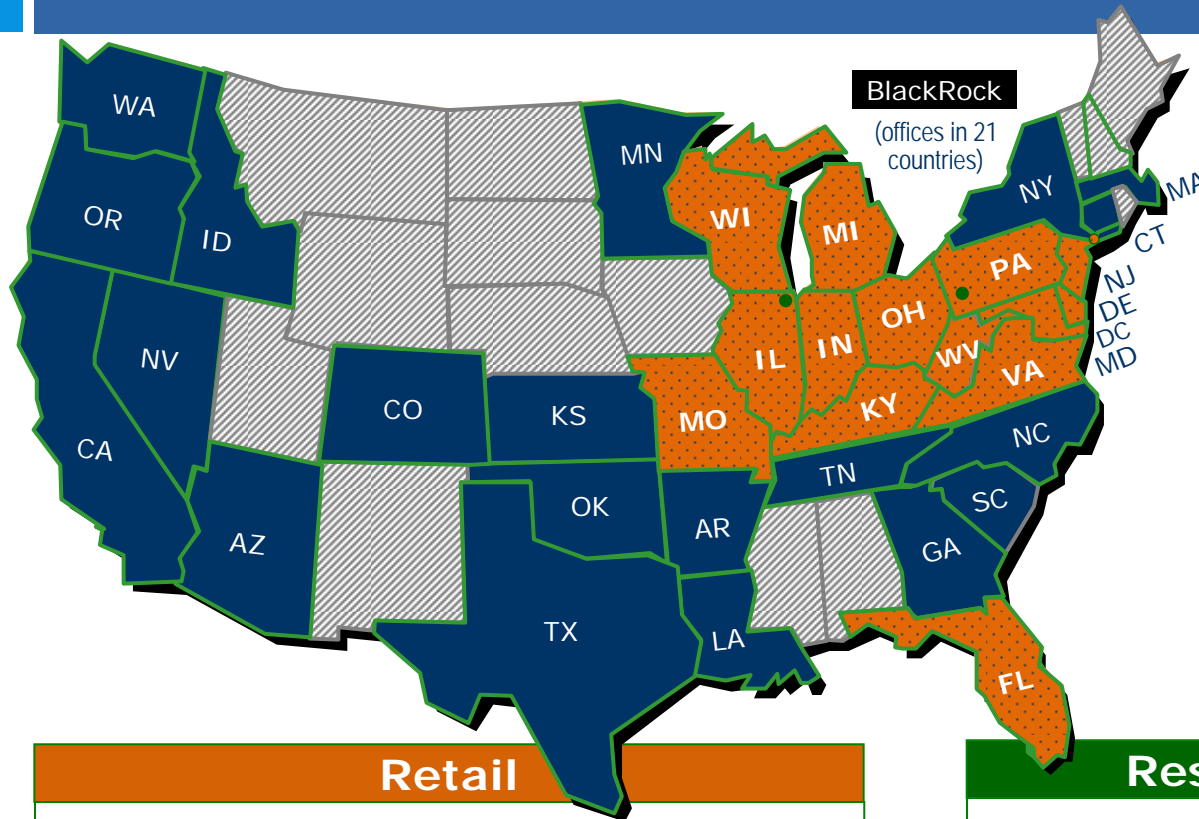 BlackRock
(offices in 21
countries)
WA
MN
OR
ID
WI
MI
NY
MA
PA
CT
NJ
DE
DC
MD
NV
OH
IL
IN
WV
VA
CO
KS
MO
KY
CA
NC
TN
OK
AR
SC
AZ
GA
TX
LA
FL
Retail
Res